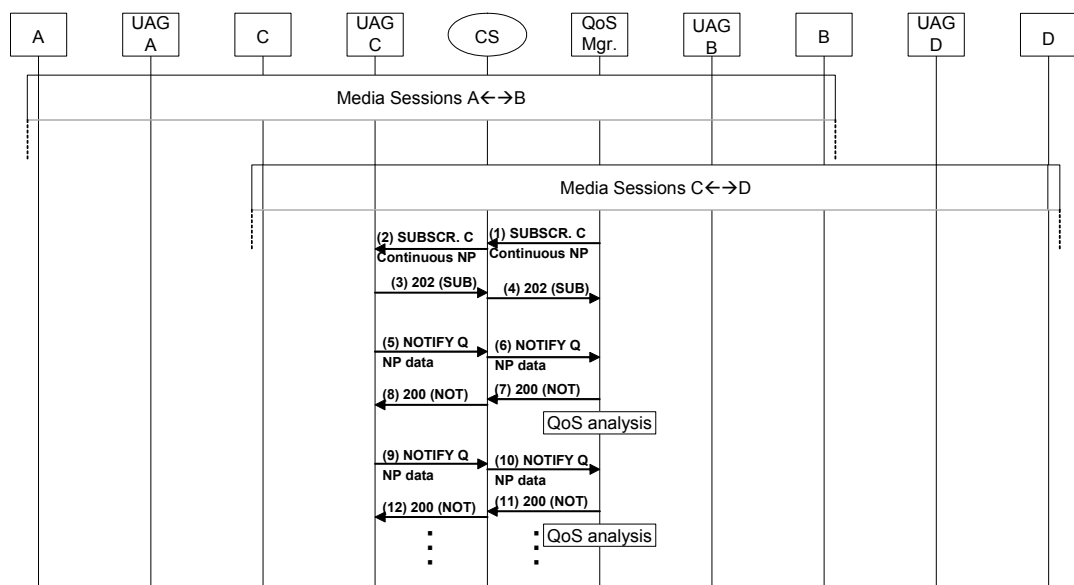 A
UAG
A
C
UAG
C
CS
QoS
Mgr.
UAG
B
B
UAG
D
D
Media Sessions A←→B
Media Sessions C←→D
(2) SUBSCR. C
Continuous NP
(1) SUBSCR. C
Continuous NP
(3) 202 (SUB)
(4) 202 (SUB)
(5) NOTIFY Q
NP data
(6) NOTIFY Q
NP data
(8) 200 (NOT)
(7) 200 (NOT)
QoS analysis
(9) NOTIFY Q
NP data
(10) NOTIFY Q
NP data
(12) 200 (NOT)
(11) 200 (NOT)
QoS analysis